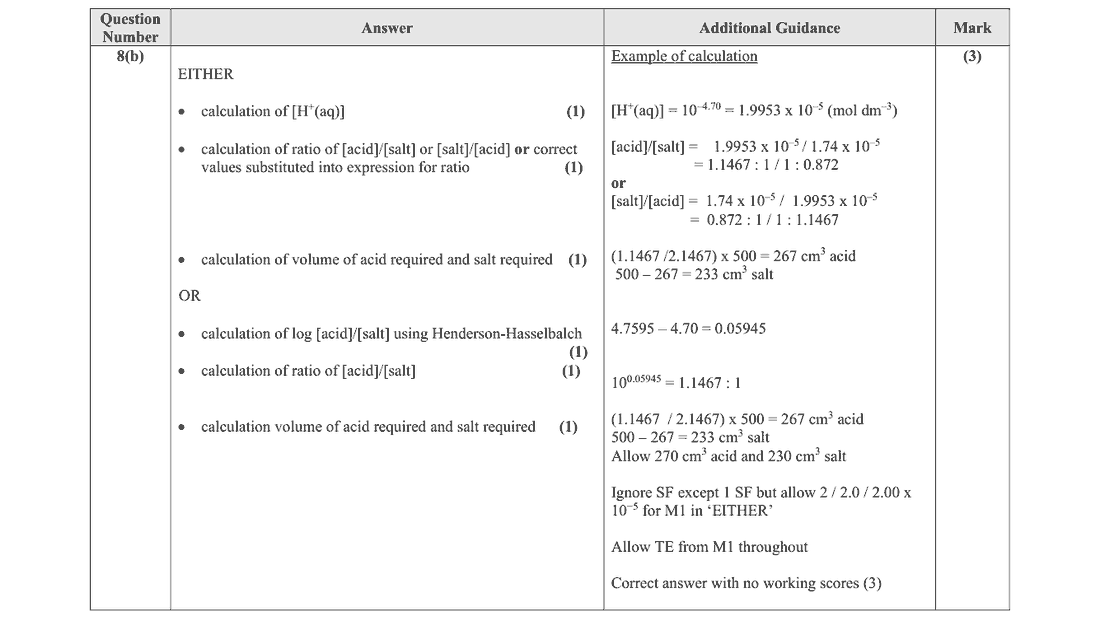 Question Number
Answer
Additional Guidance
Mark
8(b)
EITHER
• calculation of [H⁺(aq)] (1)
• calculation of ratio of [acid]/[salt] or [salt]/[acid] or correct
values substituted into expression for ratio (1)
• calculation of volume of acid required and salt required (1)
OR
• calculation of log [acid]/[salt] using Henderson-Hasselbalch
(1)
• calculation of ratio of [acid]/[salt] (1)
• calculation volume of acid required and salt required (1)
Example of calculation
[H⁺(aq)] = 10⁻⁴·⁷⁰ = 1.9953 x 10⁻⁵ (mol dm⁻³)
[acid]/[salt] = 1.9953 x 10⁻⁵ / 1.74 x 10⁻⁵
= 1.1467 : 1 / 1 : 0.872
or
[salt]/[acid] = 1.74 x 10⁻⁵ / 1.9953 x 10⁻⁵
= 0.872 : 1 / 1 : 1.1467
(1.1467 /2.1467) x 500 = 267 cm³ acid
500 – 267 = 233 cm³ salt
4.7595 – 4.70 = 0.05945
10⁰·⁰⁵⁹⁴⁵ = 1.1467 : 1
(1.1467 / 2.1467) x 500 = 267 cm³ acid
500 – 267 = 233 cm³ salt
Allow 270 cm³ acid and 230 cm³ salt
Ignore SF except 1 SF but allow 2 / 2.0 / 2.00 x
10⁻⁵ for M1 in ‘EITHER’
Allow TE from M1 throughout
Correct answer with no working scores (3)
(3)